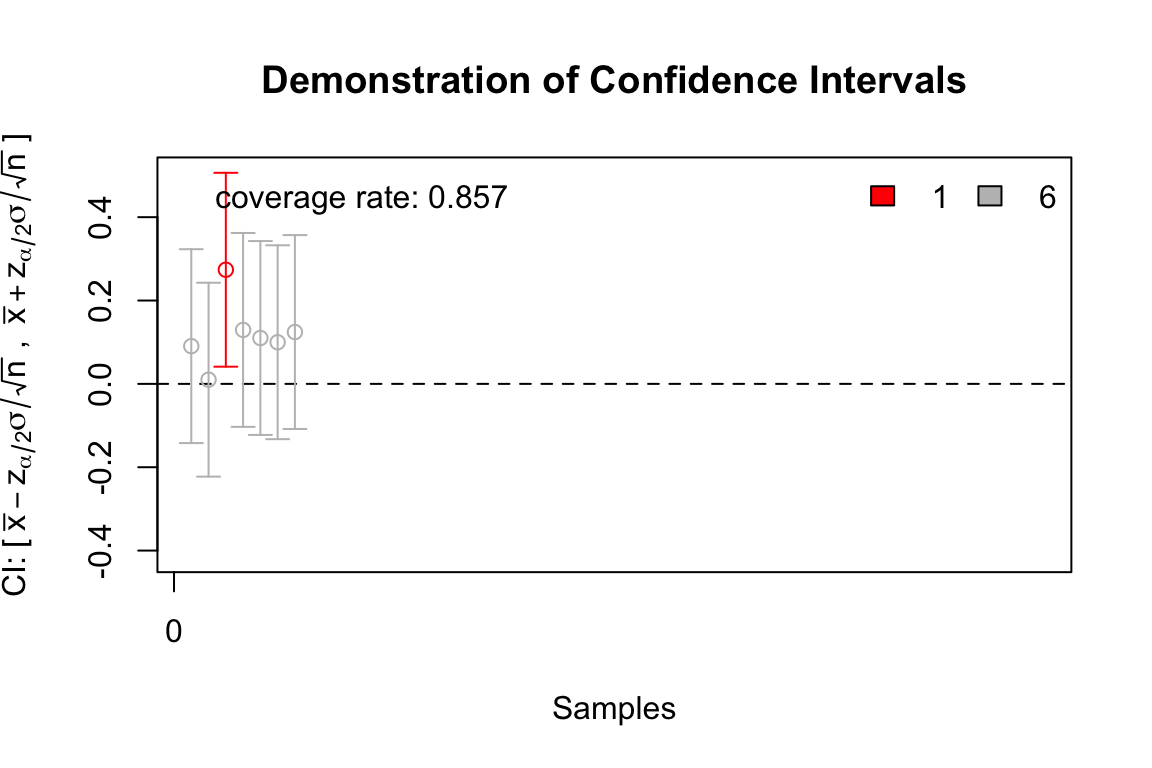 Demonstration of Confidence Intervals
CI: [ x̅ − zα/2σ/√n , x̅ + zα/2σ/√n ]
coverage rate: 0.857
1
6
0.4
0.2
0.0
-0.2
-0.4
0
Samples